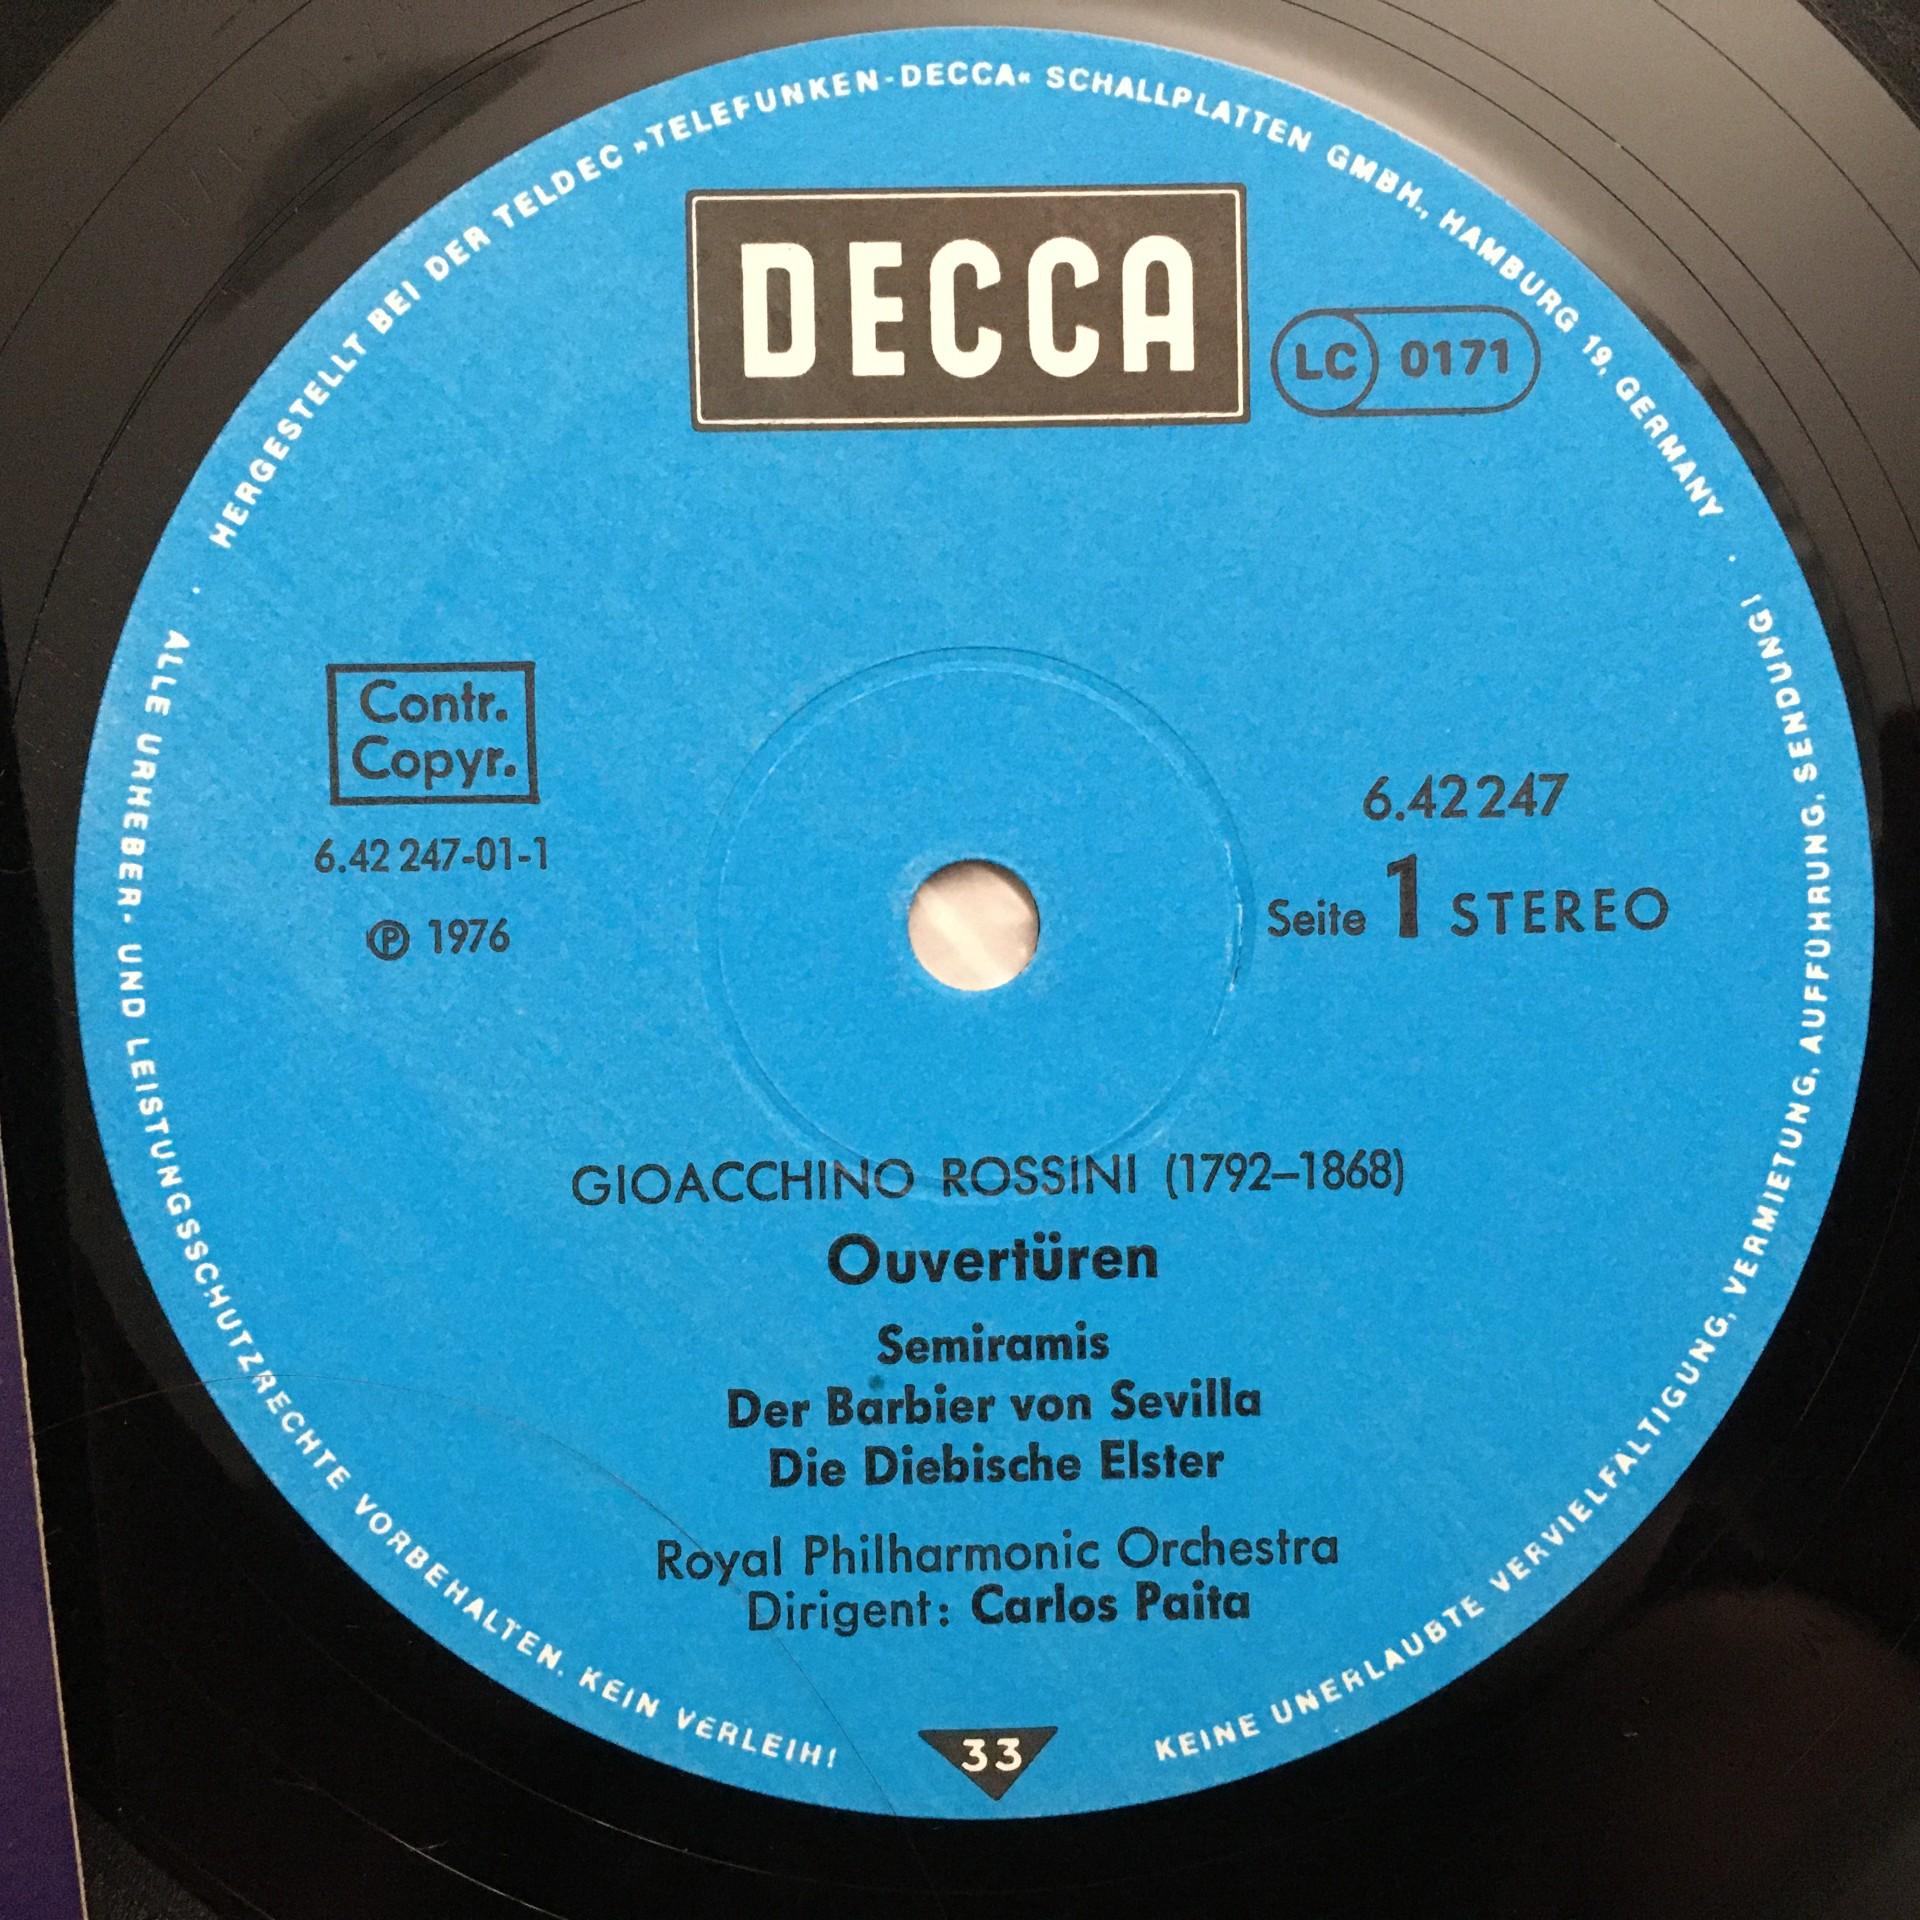 HERGESTELLT BEI DER TELDEC »TELEFUNKEN-DECCA« SCHALLPLATTEN GMBH., HAMBURG 19, GERMANY ·
DECCA
LC 0171
Contr.
Copyr.
6.42 247-01-1
℗ 1976
6.42 247
Seite 1 STEREO
GIOACCHINO ROSSINI (1792–1868)
Ouvertüren
Semiramis
Der Barbier von Sevilla
Die Diebische Elster
Royal Philharmonic Orchestra
Dirigent: Carlos Paita
33
· ALLE URHEBER- UND LEISTUNGSSCHUTZRECHTE VORBEHALTEN. KEIN VERLEIH!
KEINE UNERLAUBTE VERVIELFÄLTIGUNG, VERMIETUNG, AUFFÜHRUNG, SENDUNG!